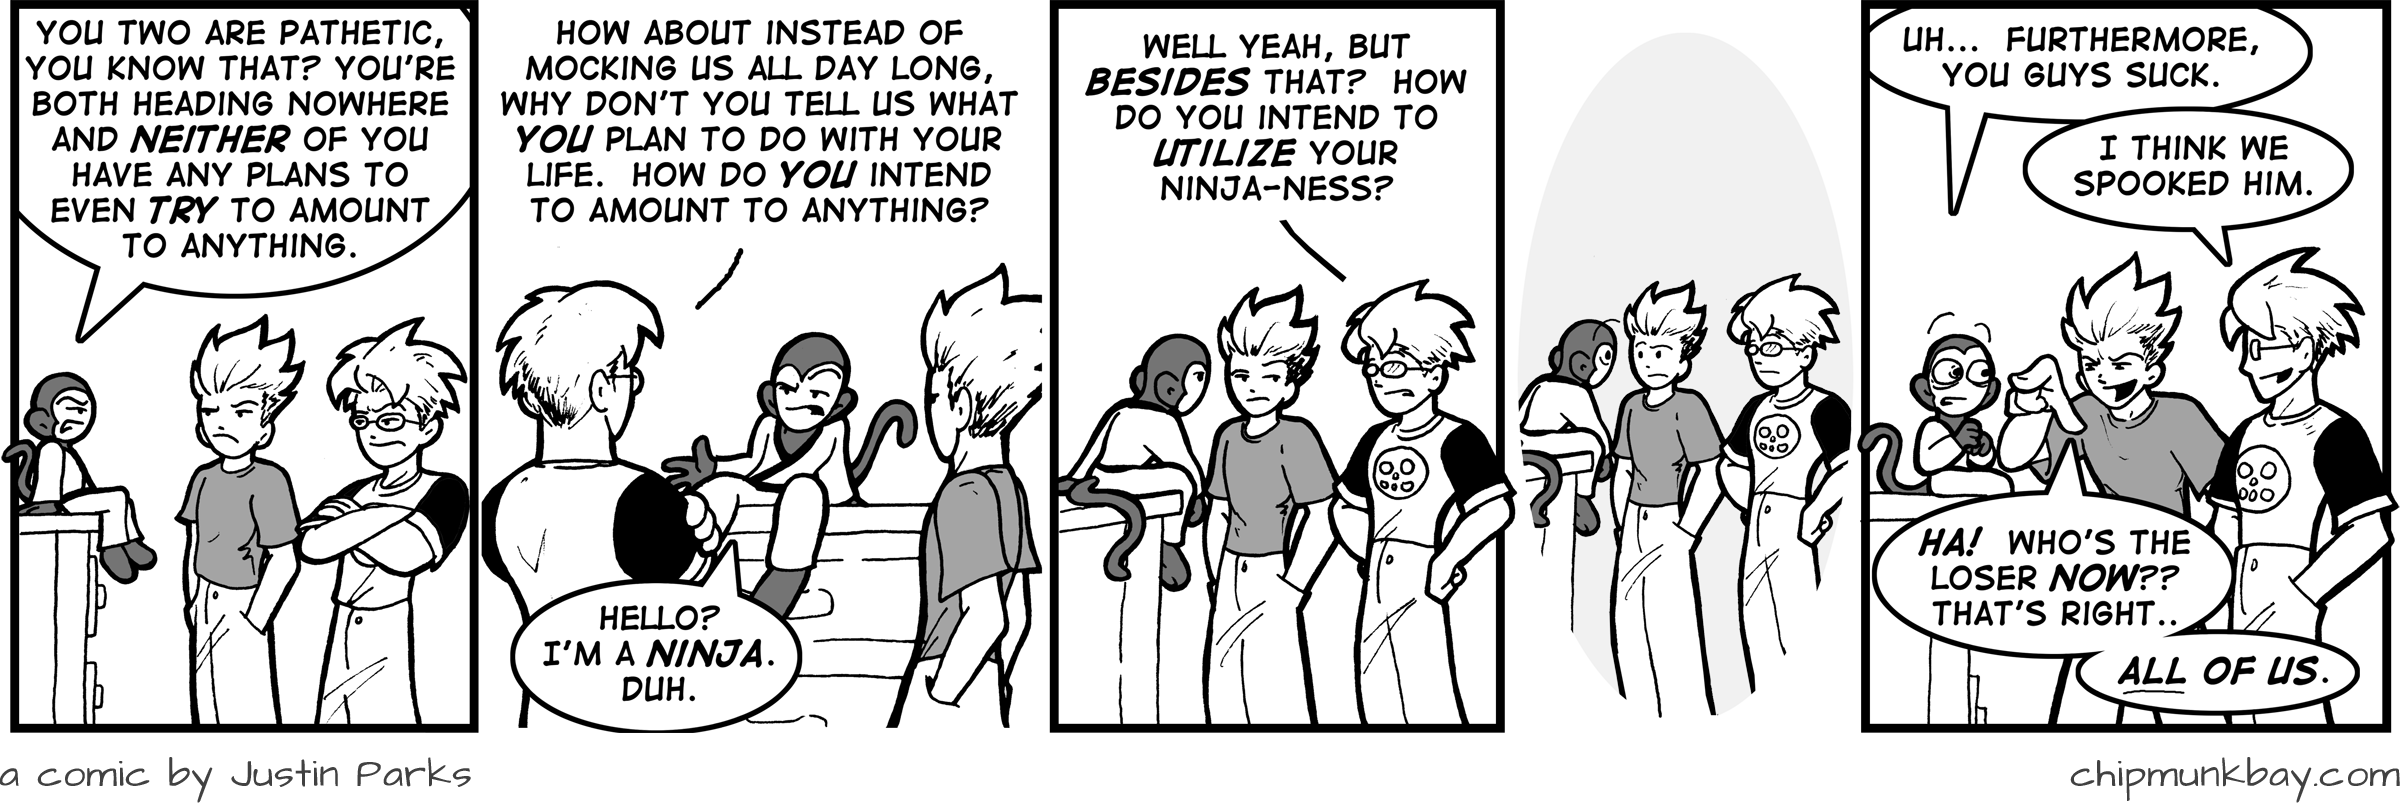 YOU TWO ARE PATHETIC,
YOU KNOW THAT? YOU'RE
BOTH HEADING NOWHERE
AND NEITHER OF YOU
HAVE ANY PLANS TO
EVEN TRY TO AMOUNT
TO ANYTHING.
HOW ABOUT INSTEAD OF
MOCKING US ALL DAY LONG,
WHY DON'T YOU TELL US WHAT
YOU PLAN TO DO WITH YOUR
LIFE. HOW DO YOU INTEND
TO AMOUNT TO ANYTHING?
HELLO?
I'M A NINJA.
DUH.
WELL YEAH, BUT
BESIDES THAT? HOW
DO YOU INTEND TO
UTILIZE YOUR
NINJA-NESS?
UH... FURTHERMORE,
YOU GUYS SUCK.
I THINK WE
SPOOKED HIM.
HA! WHO'S THE
LOSER NOW??
THAT'S RIGHT..
ALL OF US.
a comic by Justin Parks
chipmunkbay.com